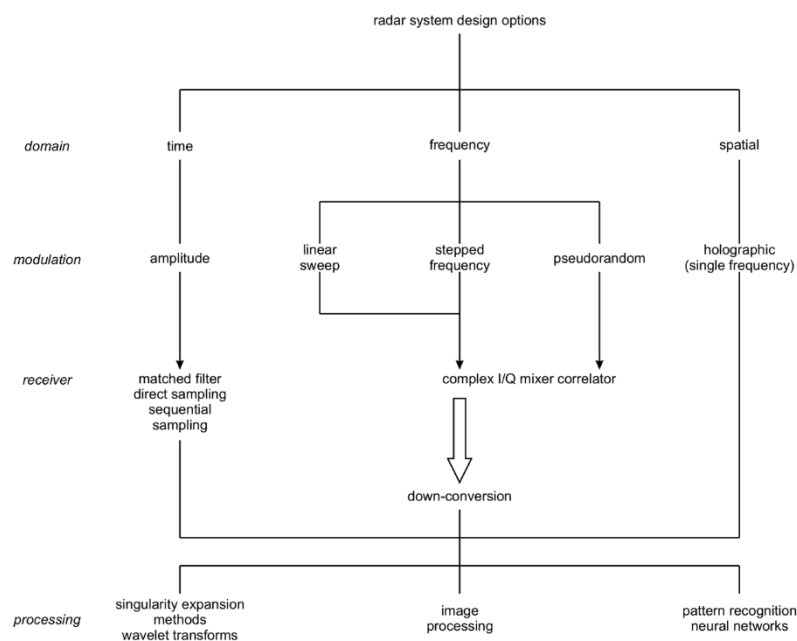 radar system design options
domain
time
frequency
spatial
modulation
amplitude
linear
sweep
stepped
frequency
pseudorandom
holographic
(single frequency)
receiver
matched filter
direct sampling
sequential
sampling
complex I/Q mixer correlator
down-conversion
processing
singularity expansion
methods
wavelet transforms
image
processing
pattern recognition
neural networks